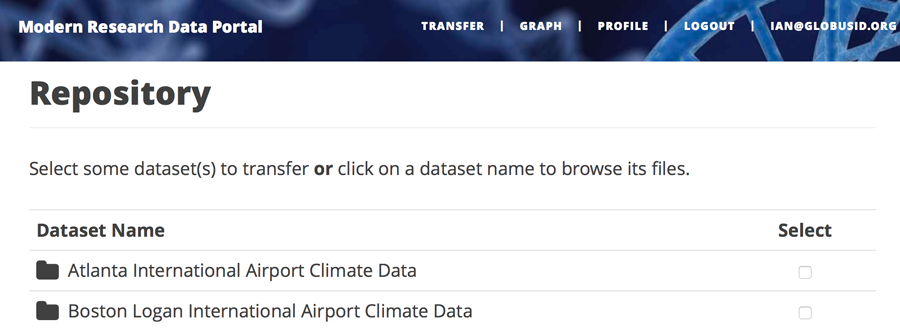 Modern Research Data Portal TRANSFER | GRAPH | PROFILE | LOGOUT | IAN@GLOBUSID.ORG
Repository
Select some dataset(s) to transfer or click on a dataset name to browse its files.
Dataset Name Select
Atlanta International Airport Climate Data
Boston Logan International Airport Climate Data